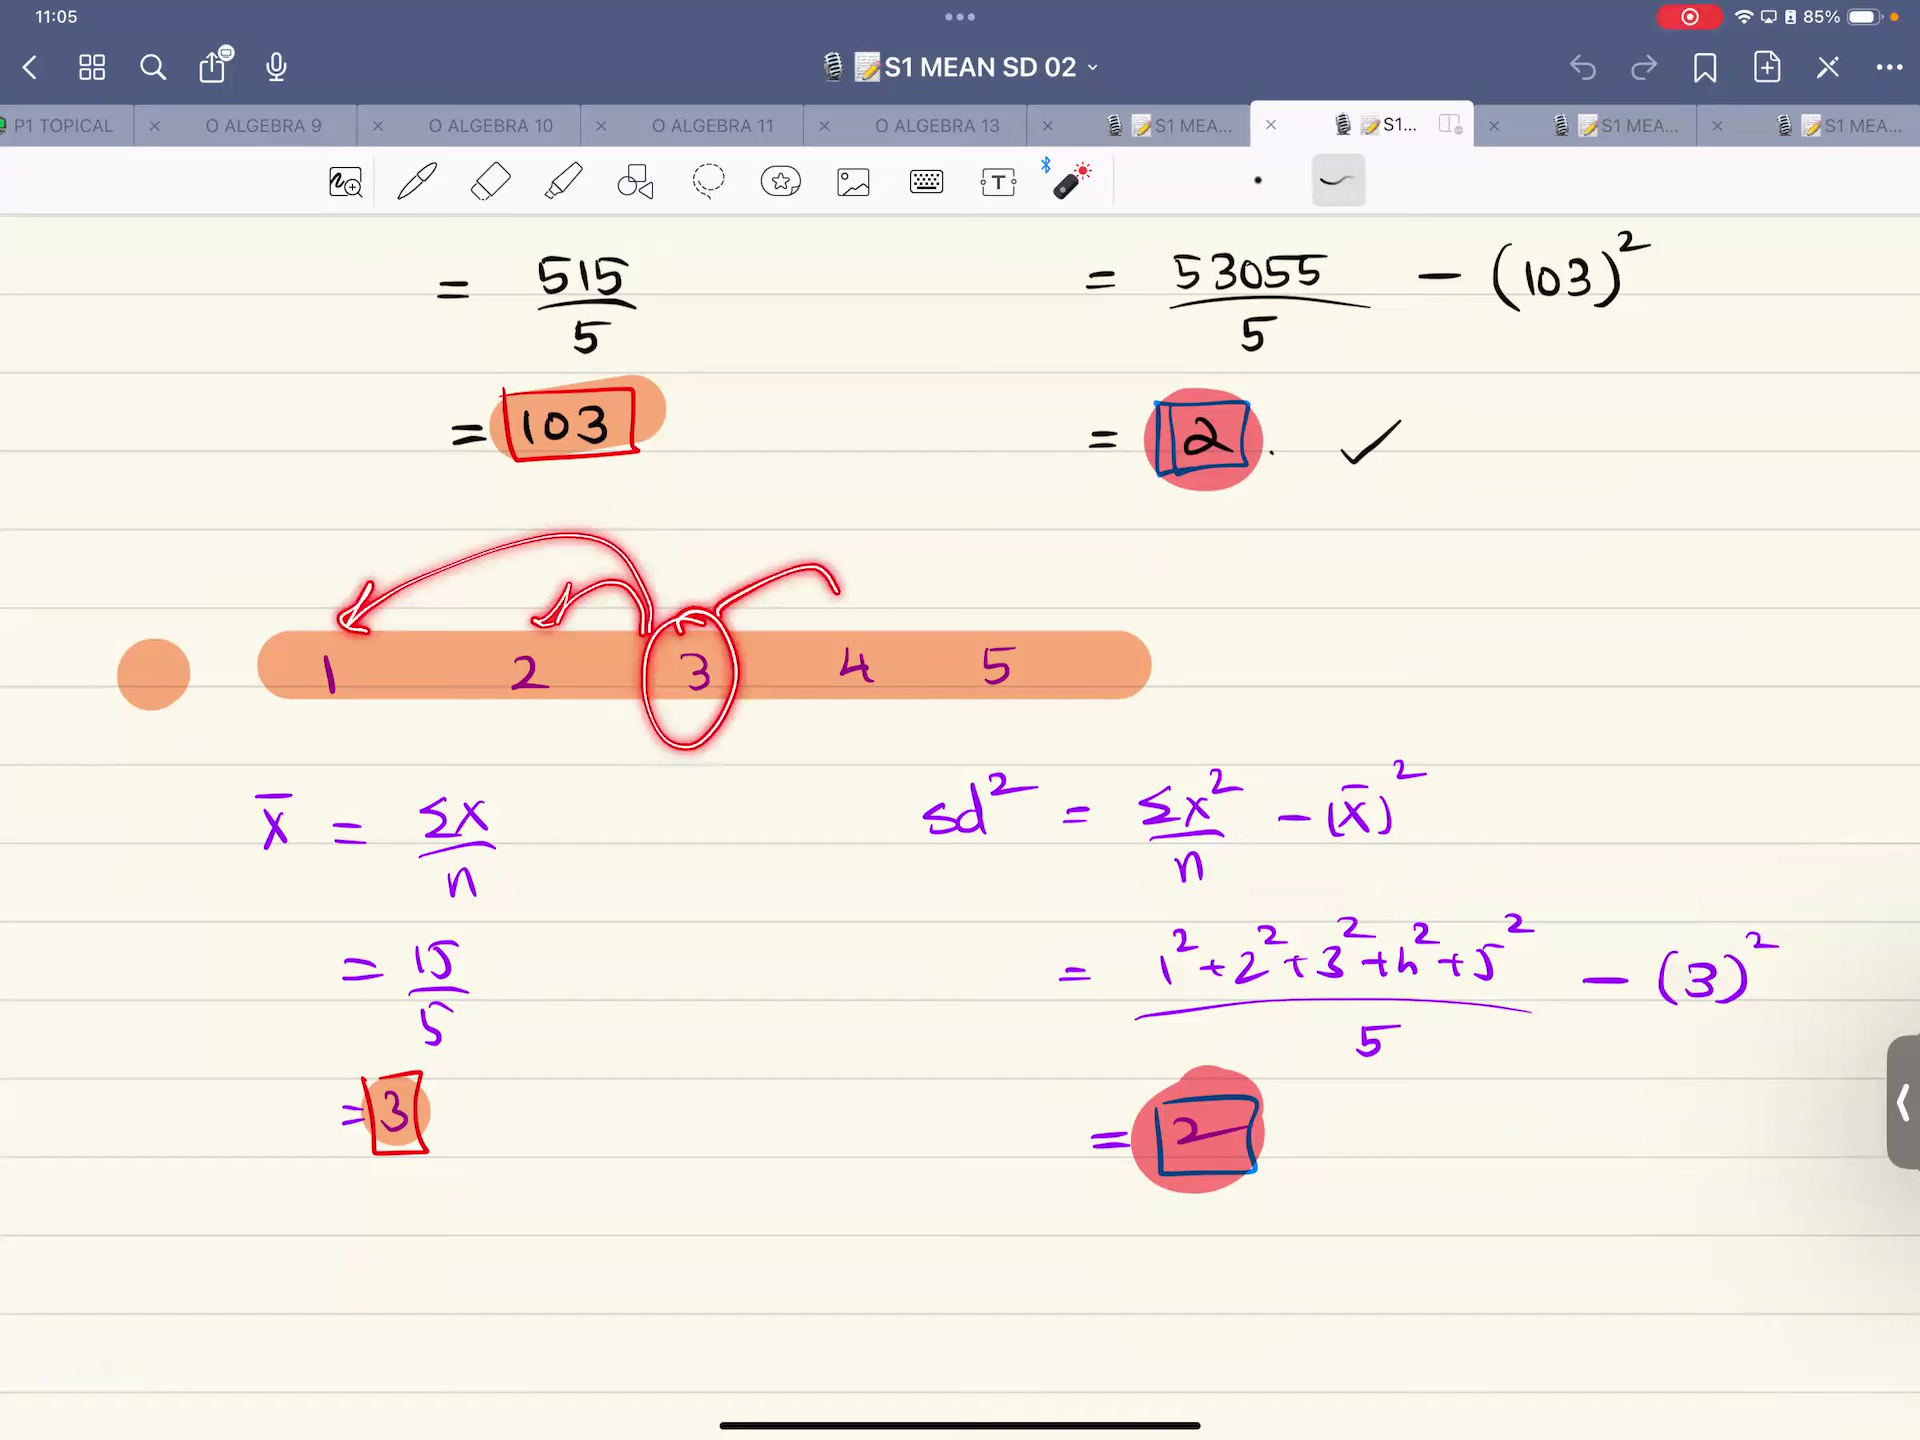 11:05
85%
S1 MEAN SD 02
P1 TOPICAL
O ALGEBRA 9
O ALGEBRA 10
O ALGEBRA 11
O ALGEBRA 13
S1 MEA...
S1...
S1 MEA...
S1 MEA...
= 515/5
= 53055/5 - (103)²
= 103
= 2. ✓
1 2 3 4 5
x̄ = Σx/n
sd² = Σx²/n - (x̄)²
= 15/5
= 1²+2²+3²+4²+5²/5 - (3)²
= 3
= 2